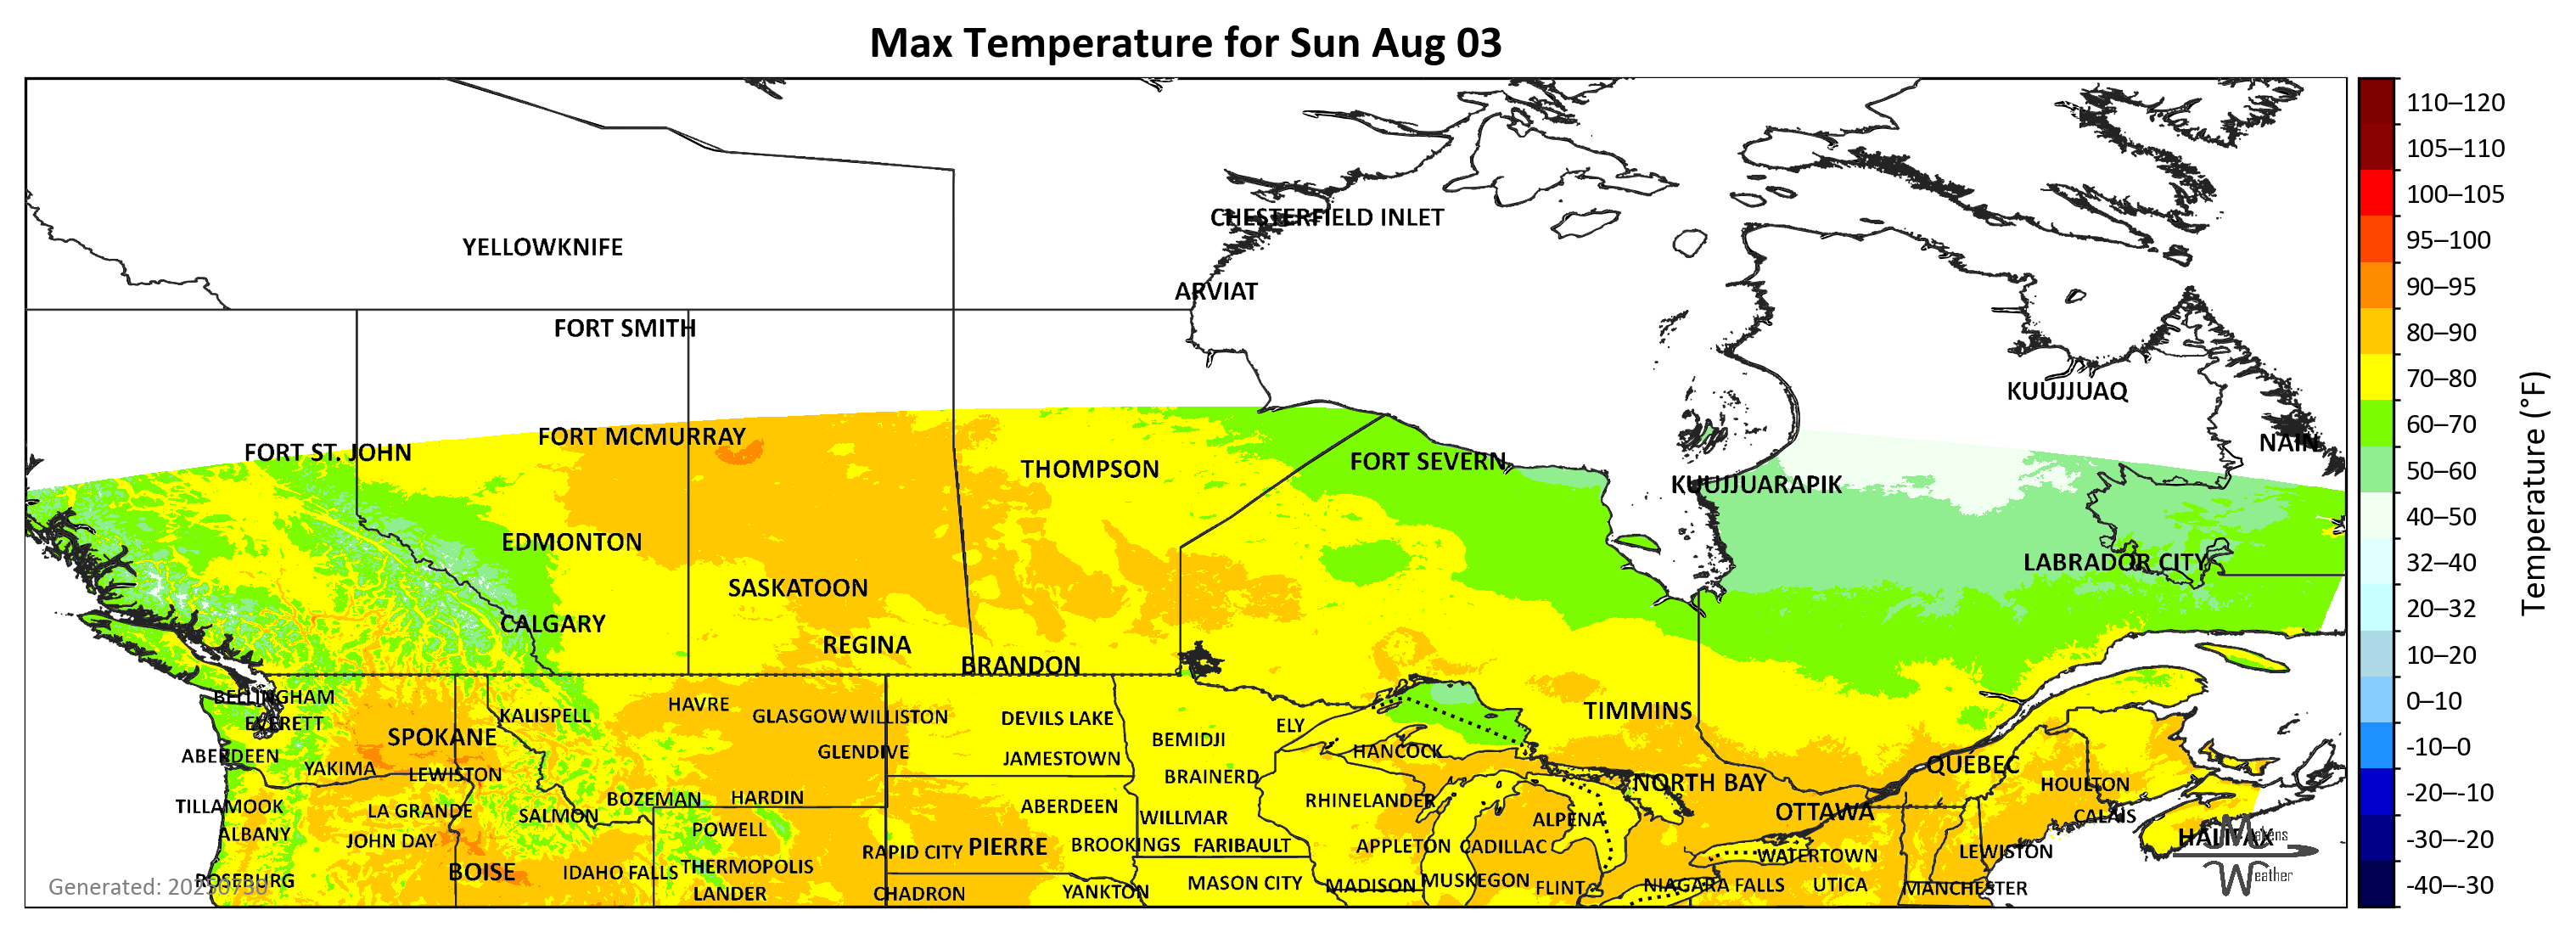 Max Temperature for Sun Aug 03
CHESTERFIELD INLET
YELLOWKNIFE
ARVIAT
FORT SMITH
KUUJJUAQ
FORT MCMURRAY
NAIN
FORT ST. JOHN
FORT SEVERN
THOMPSON
KUUJJUARAPIK
EDMONTON
LABRADOR CITY
SASKATOON
CALGARY
REGINA
BRANDON
BELLINGHAM
HAVRE
TIMMINS
KALISPELL
GLASGOW
WILLISTON
DEVILS LAKE
EVERETT
ELY
SPOKANE
BEMIDJI
GLENDIVE
HANCOCK
ABERDEEN
JAMESTOWN
QUÉBEC
YAKIMA
LEWISTON
BRAINERD
NORTH BAY
HOULTON
BOZEMAN
HARDIN
RHINELANDER
TILLAMOOK
ABERDEEN
LA GRANDE
SALMON
WILLMAR
ALPENA
OTTAWA
CALAIS
ALBANY
POWELL
JOHN DAY
HALIFAX
PIERRE
BROOKINGS
FARIBAULT
APPLETON
CADILLAC
RAPID CITY
LEWISTON
WATERTOWN
THERMOPOLIS
BOISE
IDAHO FALLS
ROSEBURG
MASON CITY
MADISON
MUSKEGON
FLINT
NIAGARA FALLS
UTICA
MANCHESTER
LANDER
CHADRON
YANKTON
Generated: 20250730
Makens
Weather
110–120
105–110
100–105
95–100
90–95
80–90
70–80
60–70
50–60
40–50
32–40
20–32
10–20
0–10
-10–0
-20–-10
-30–-20
-40–-30
Temperature (°F)